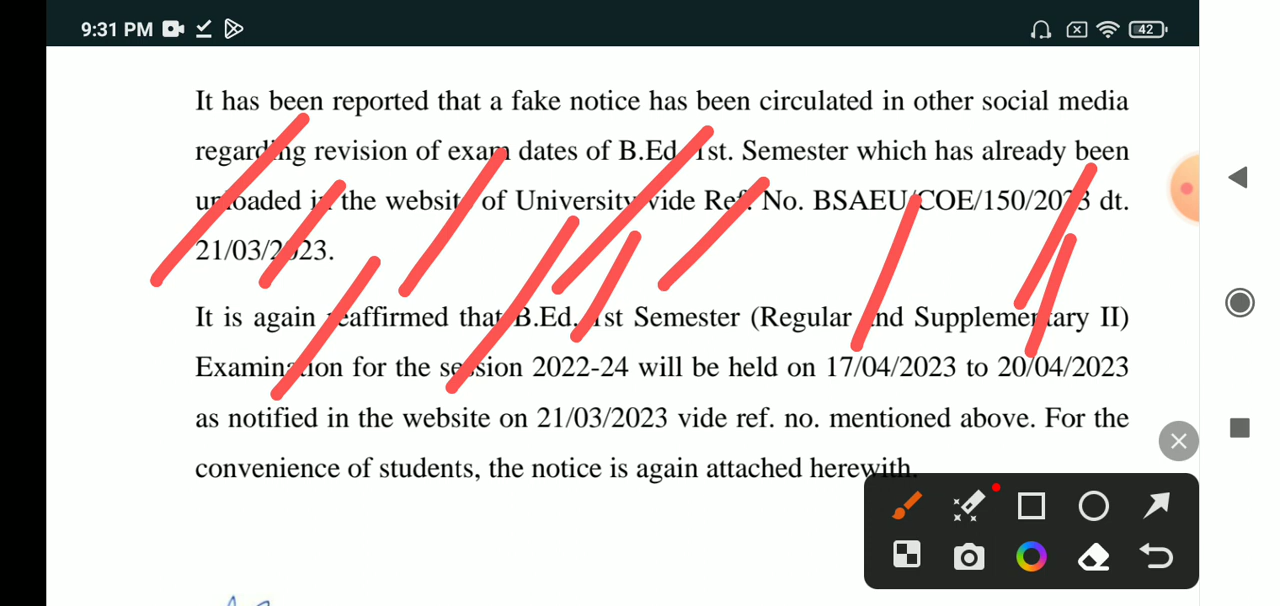 9:31 PM
42
It has been reported that a fake notice has been circulated in other social media
regarding revision of exam dates of B.Ed. 1st. Semester which has already been
uploaded in the website of University vide Ref. No. BSAEU/COE/150/2023 dt.
21/03/2023.
It is again reaffirmed that B.Ed. 1st Semester (Regular and Supplementary II)
Examination for the session 2022-24 will be held on 17/04/2023 to 20/04/2023
as notified in the website on 21/03/2023 vide ref. no. mentioned above. For the
convenience of students, the notice is again attached herewith.